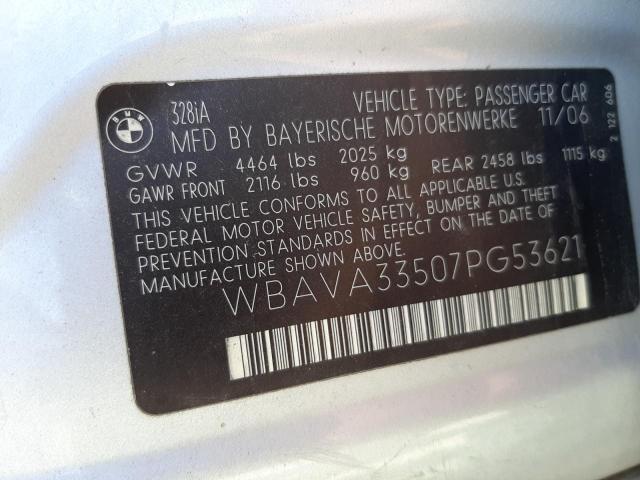 BMW
328iA
VEHICLE TYPE: PASSENGER CAR
MFD BY BAYERISCHE MOTORENWERKE 11/06
GVWR 4464 lbs 2025 kg
GAWR FRONT 2116 lbs 960 kg REAR 2458 lbs 1115 kg
THIS VEHICLE CONFORMS TO ALL APPLICABLE U.S.
FEDERAL MOTOR VEHICLE SAFETY, BUMPER AND THEFT
PREVENTION STANDARDS IN EFFECT ON THE DATE OF
MANUFACTURE SHOWN ABOVE.
WBAVA33507PG53621
2 122 606